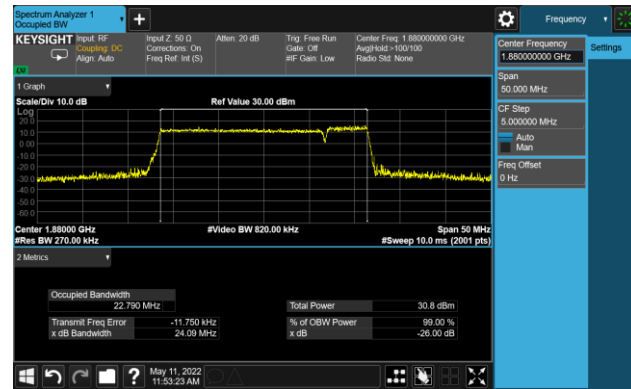 Spectrum Analyzer 1
Occupied BW
Frequency
KEYSIGHT
Input: RF
Coupling: DC
Align: Auto
Input Z: 50 Ω
Corrections: On
Freq Ref: Int (S)
Atten: 20 dB
Trig: Free Run
Gate: Off
#IF Gain: Low
Center Freq: 1.880000000 GHz
Avg|Hold:>100/100
Radio Std: None
Center Frequency
1.880000000 GHz
Settings
Span
50.000 MHz
CF Step
5.000000 MHz
Auto
Man
Freq Offset
0 Hz
1 Graph
Scale/Div 10.0 dB
Ref Value 30.00 dBm
Log
20.0
10.0
0.00
-10.0
-20.0
-30.0
-40.0
-50.0
-60.0
Center 1.88000 GHz
#Video BW 820.00 kHz
Span 50 MHz
#Res BW 270.00 kHz
#Sweep 10.0 ms (2001 pts)
2 Metrics
Occupied Bandwidth
22.790 MHz
Total Power
30.8 dBm
Transmit Freq Error
-11.750 kHz
% of OBW Power
99.00 %
x dB Bandwidth
24.09 MHz
x dB
-26.00 dB
May 11, 2022
11:53:23 AM